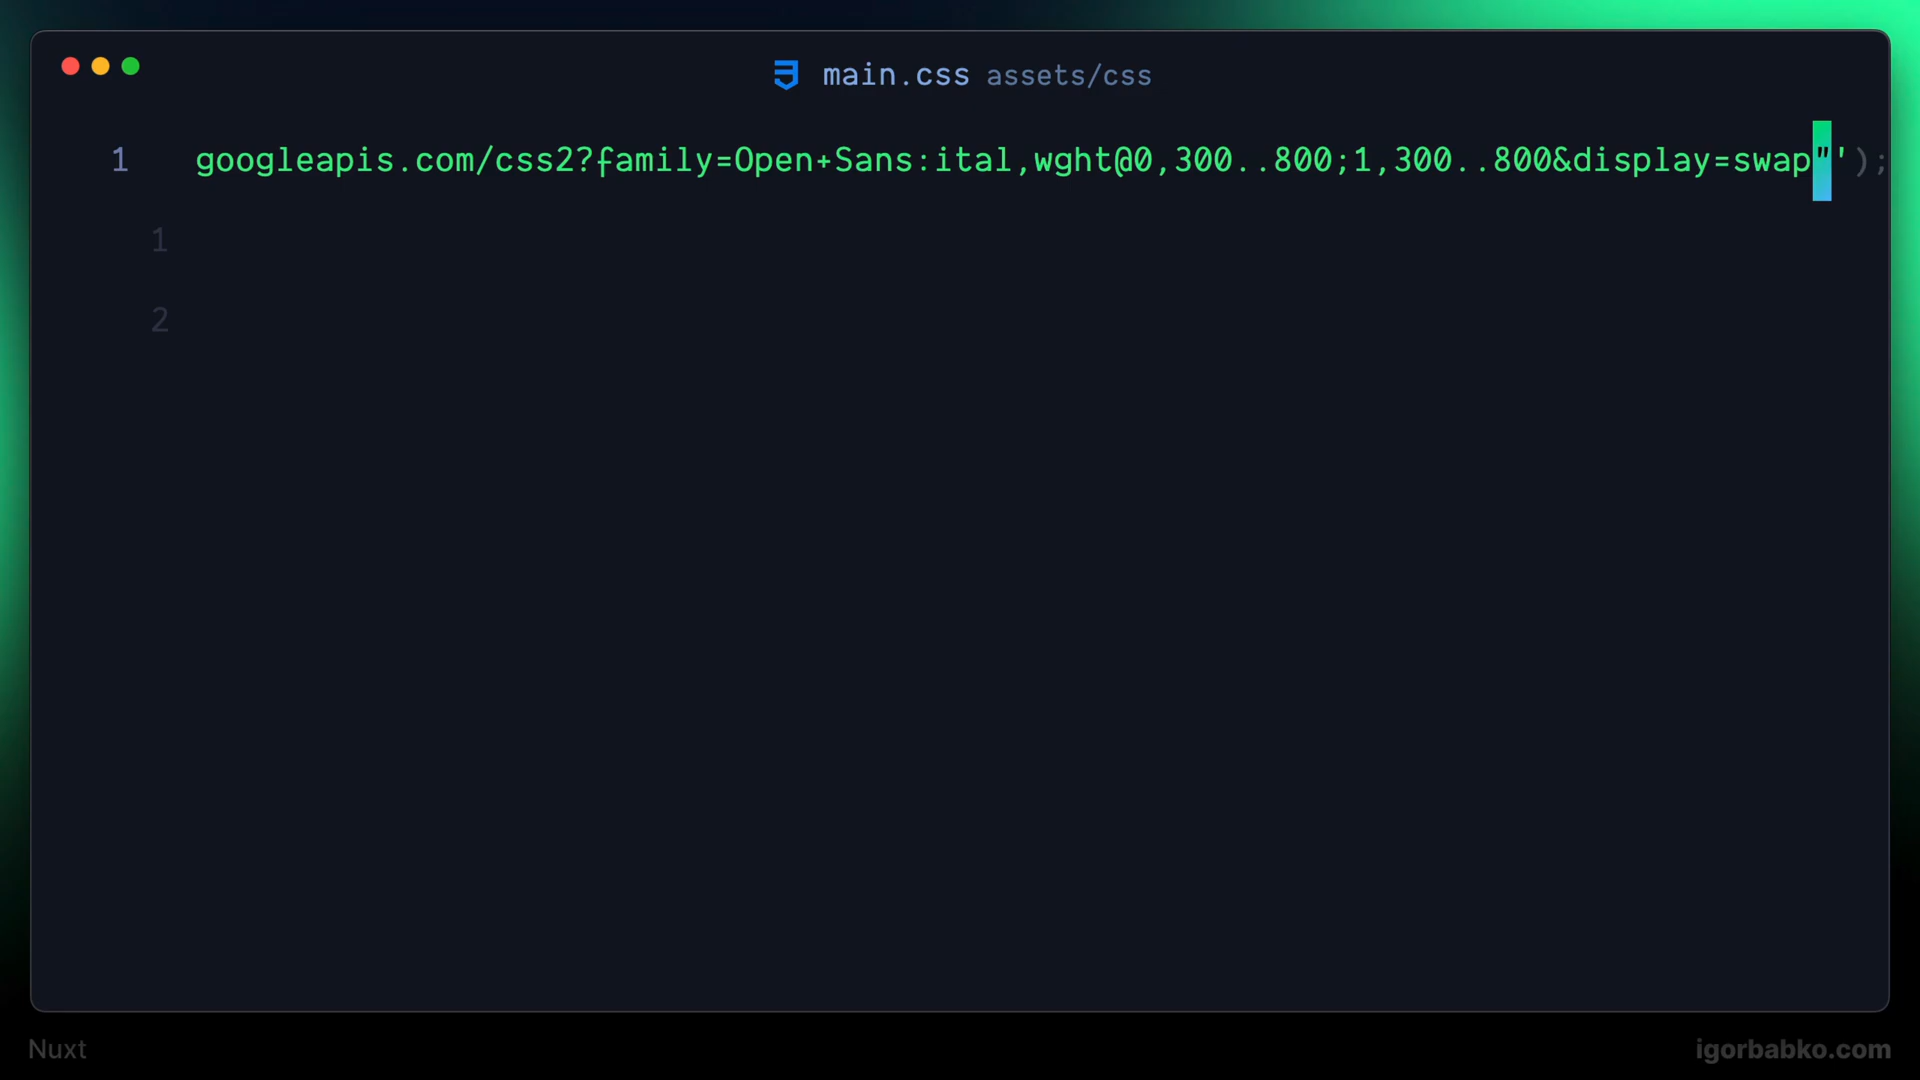 main.css assets/css
1 googleapis.com/css2?family=Open+Sans:ital,wght@0,300..800;1,300..800&display=swap"');
1
2
Nuxt
igorbabko.com